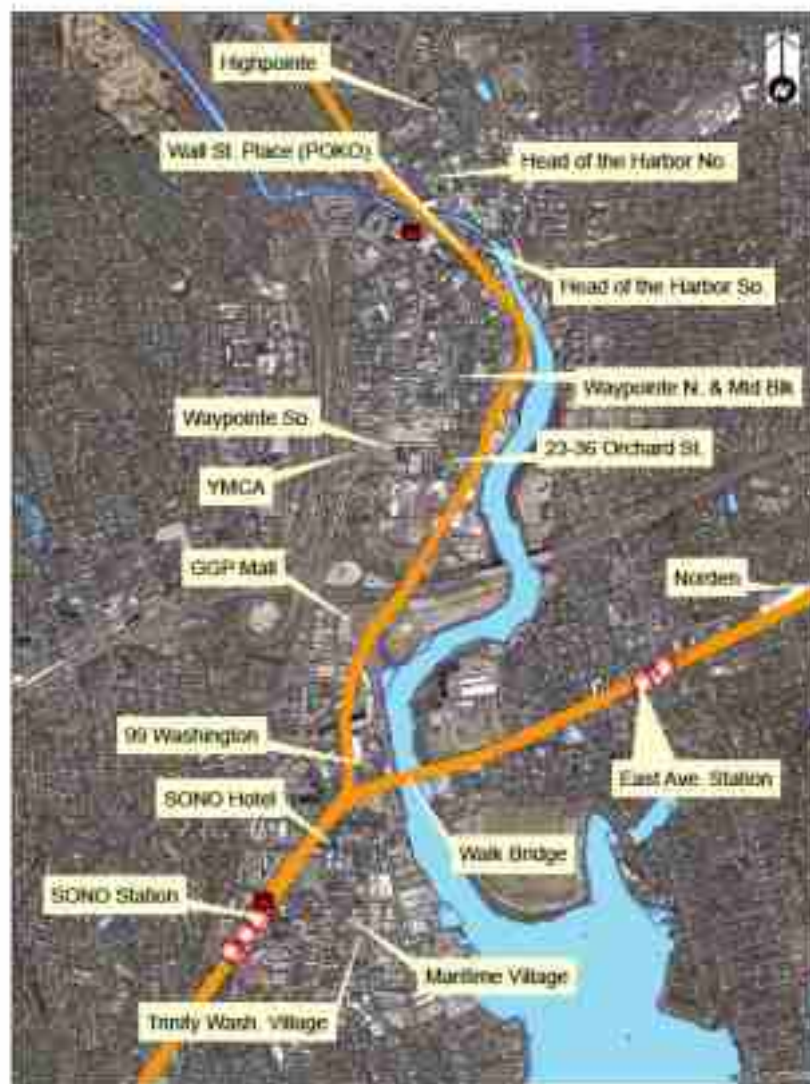 Highpointe
Wall St. Place (POKO)
Head of the Harbor No.
Head of the Harbor So.
Waypointe N. & Mid Blk
Waypointe So.
23-36 Orchard St.
YMCA
GGP Mall
Norden
99 Washington
East Ave. Station
SONO Hotel
Walk Bridge
SONO Station
Maritime Village
Trinity Wash. Village